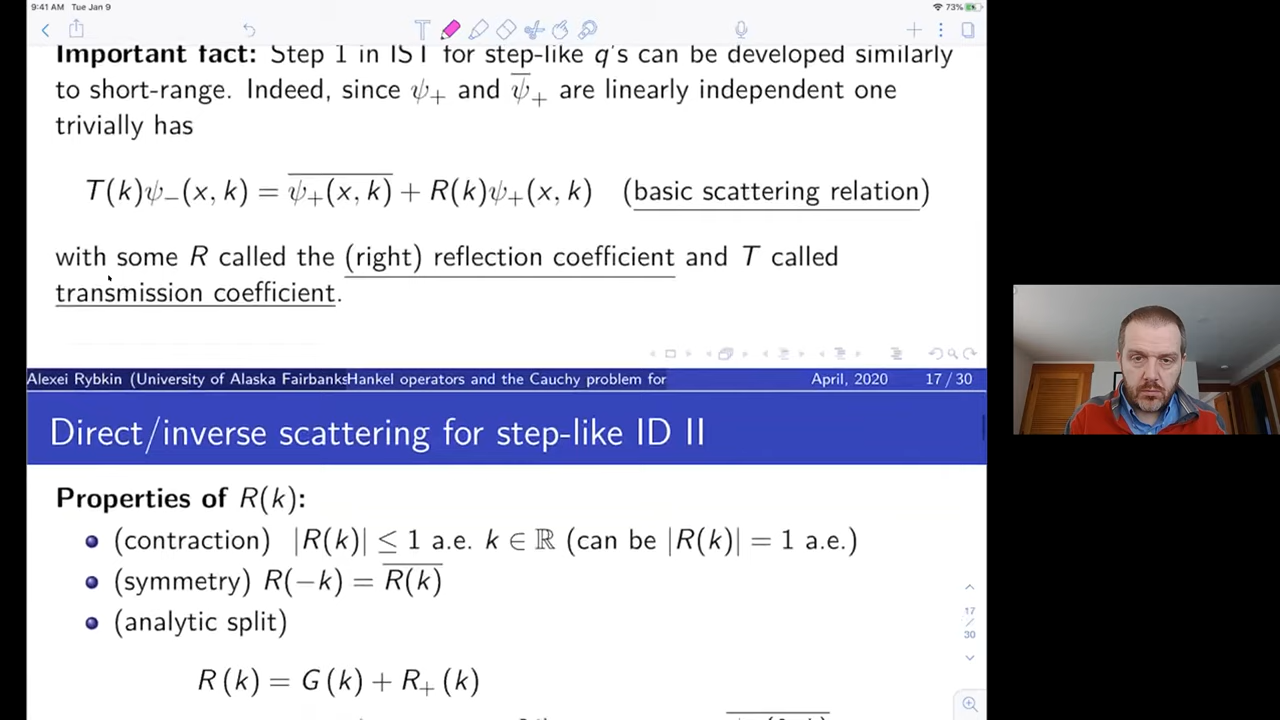 9:41 AM Tue Jan 9
73%
T
Important fact: Step 1 in IST for step-like q's can be developed similarly
to short-range. Indeed, since ψ₊ and ψ̅₊ are linearly independent one
trivially has
T(k)ψ₋(x, k) = \overline{ψ₊(x, k)} + R(k)ψ₊(x, k) (basic scattering relation)
with some R called the (right) reflection coefficient and T called
transmission coefficient.
Alexei Rybkin (University of Alaska Fairbanks Hankel operators and the Cauchy problem for April, 2020 17 / 30
Direct/inverse scattering for step-like ID II
Properties of R(k):
(contraction) |R(k)| ≤ 1 a.e. k ∈ ℝ (can be |R(k)| = 1 a.e.)
(symmetry) R(−k) = \overline{R(k)}
17
/
30
(analytic split)
R(k) = G(k) + R₊(k)